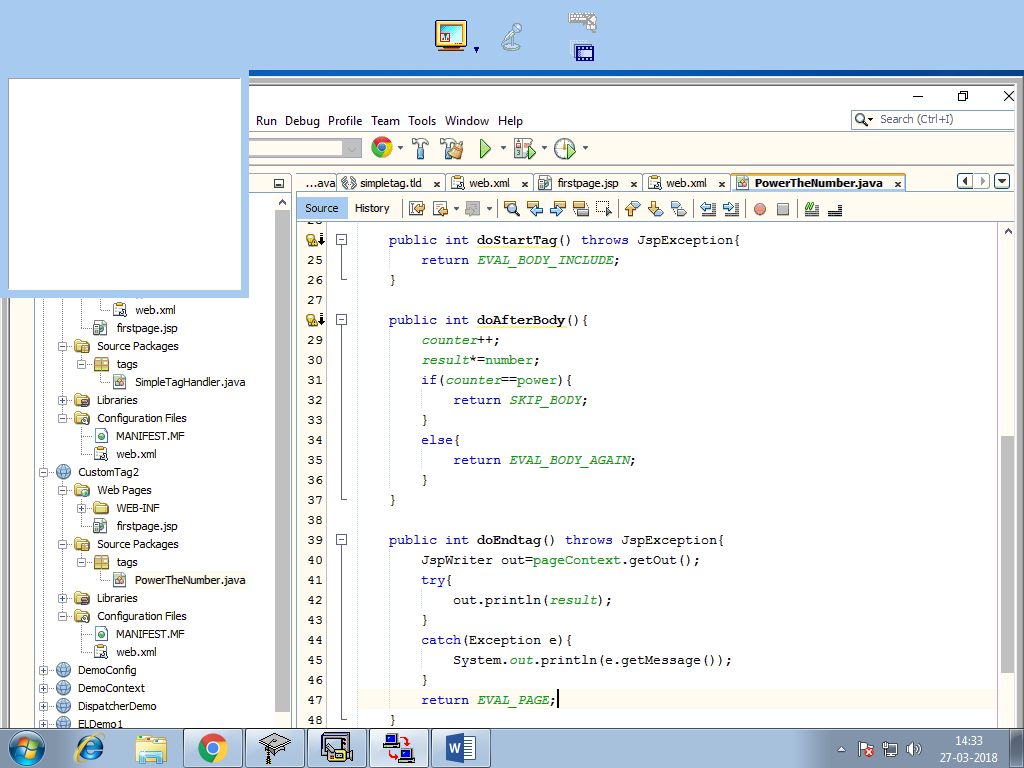 Run Debug Profile Team Tools Window Help
Search (Ctrl+I)
...ava simpletag.tld x web.xml x firstpage.jsp x web.xml x PowerTheNumber.java x
Source History
web.xml
firstpage.jsp
Source Packages
tags
SimpleTagHandler.java
Libraries
Configuration Files
MANIFEST.MF
web.xml
CustomTag2
Web Pages
WEB-INF
firstpage.jsp
Source Packages
tags
PowerTheNumber.java
Libraries
Configuration Files
MANIFEST.MF
web.xml
DemoConfig
DemoContext
DispatcherDemo
ELDemo1
public int doStartTag() throws JspException{
25 return EVAL_BODY_INCLUDE;
26 }
27
public int doAfterBody(){
29 counter++;
30 result*=number;
31 if(counter==power){
32 return SKIP_BODY;
33 }
34 else{
35 return EVAL_BODY_AGAIN;
36 }
37 }
38
39 public int doEndtag() throws JspException{
40 JspWriter out=pageContext.getOut();
41 try{
42 out.println(result);
43 }
44 catch(Exception e){
45 System.out.println(e.getMessage());
46 }
47 return EVAL_PAGE;
48 }
14:33
27-03-2018